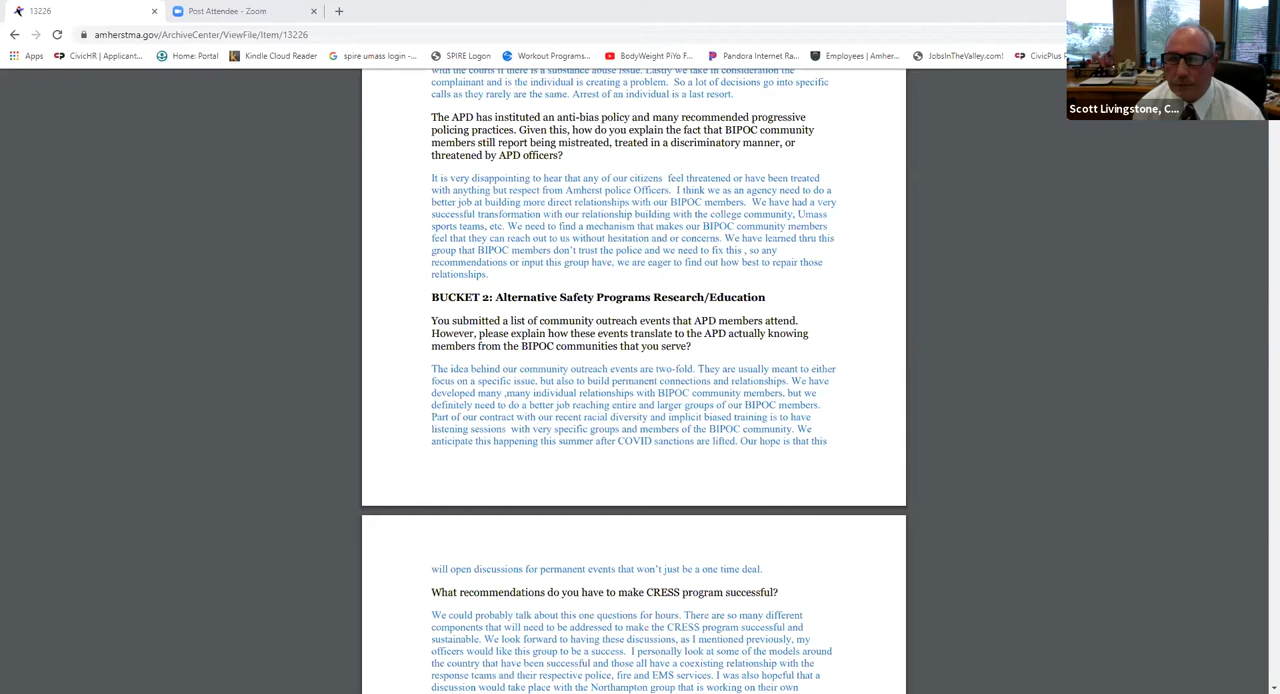 13226
Post Attendee - Zoom
amherstma.gov/ArchiveCenter/ViewFile/Item/13226
Apps CivicHR | Applicant... Home: Portal Kindle Cloud Reader spire umass login -... SPIRE Logon Workout Programs... BodyWeight PiYo F... Pandora Internet Ra... Employees | Amher... JobsInTheValley.com! CivicPlus
Scott Livingstone, C...
with the courts if there is a substance abuse issue. Lastly we take in consideration the
complainant and is the individual is creating a problem. So a lot of decisions go into specific
calls as they rarely are the same. Arrest of an individual is a last resort.
The APD has instituted an anti-bias policy and many recommended progressive
policing practices. Given this, how do you explain the fact that BIPOC community
members still report being mistreated, treated in a discriminatory manner, or
threatened by APD officers?
It is very disappointing to hear that any of our citizens feel threatened or have been treated
with anything but respect from Amherst police Officers. I think we as an agency need to do a
better job at building more direct relationships with our BIPOC members. We have had a very
successful transformation with our relationship building with the college community, Umass
sports teams, etc. We need to find a mechanism that makes our BIPOC community members
feel that they can reach out to us without hesitation and or concerns. We have learned thru this
group that BIPOC members don't trust the police and we need to fix this , so any
recommendations or input this group have, we are eager to find out how best to repair those
relationships.
BUCKET 2: Alternative Safety Programs Research/Education
You submitted a list of community outreach events that APD members attend.
However, please explain how these events translate to the APD actually knowing
members from the BIPOC communities that you serve?
The idea behind our community outreach events are two-fold. They are usually meant to either
focus on a specific issue, but also to build permanent connections and relationships. We have
developed many ,many individual relationships with BIPOC community members, but we
definitely need to do a better job reaching entire and larger groups of our BIPOC members.
Part of our contract with our recent racial diversity and implicit biased training is to have
listening sessions with very specific groups and members of the BIPOC community. We
anticipate this happening this summer after COVID sanctions are lifted. Our hope is that this
will open discussions for permanent events that won't just be a one time deal.
What recommendations do you have to make CRESS program successful?
We could probably talk about this one questions for hours. There are so many different
components that will need to be addressed to make the CRESS program successful and
sustainable. We look forward to having these discussions, as I mentioned previously, my
officers would like this group to be a success. I personally look at some of the models around
the country that have been successful and those all have a coexisting relationship with the
response teams and their respective police, fire and EMS services. I was also hopeful that a
discussion would take place with the Northampton group that is working on their own